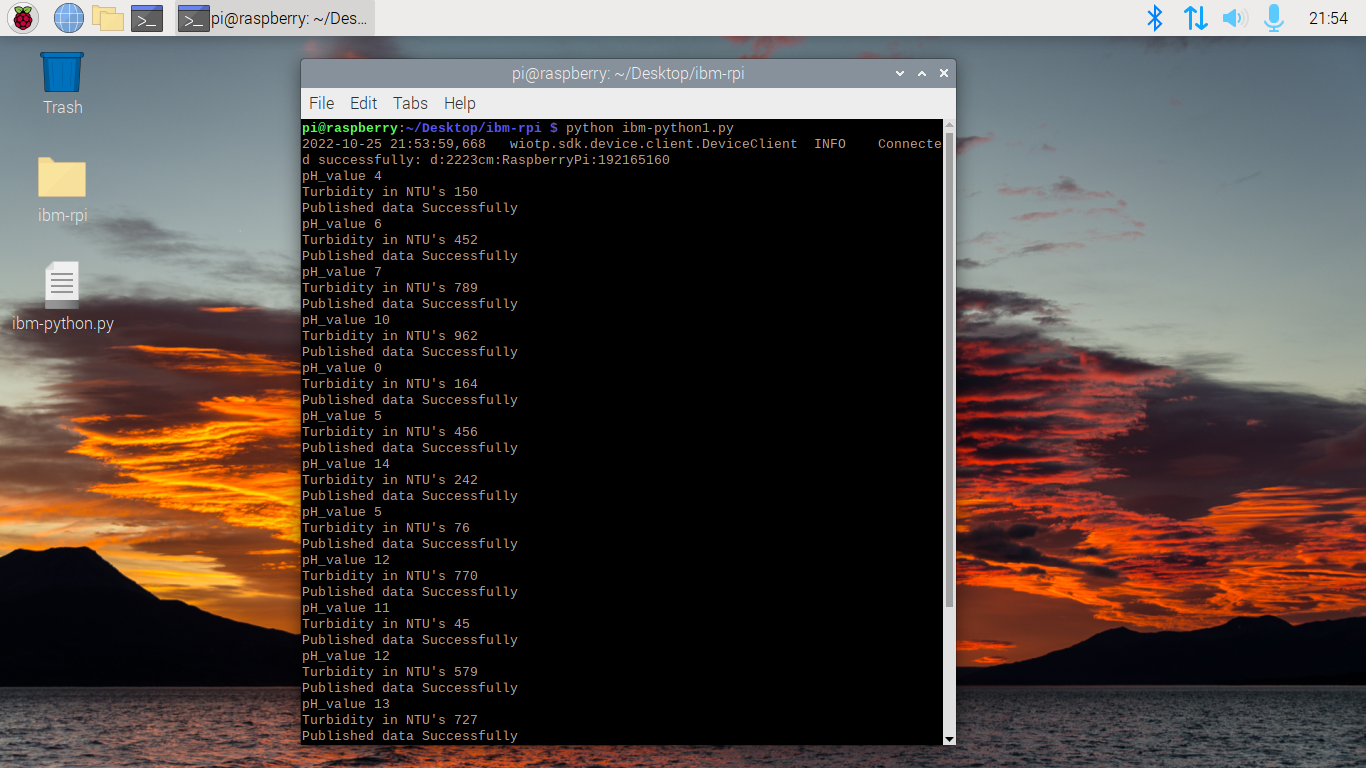 pi@raspberry: ~/Des...
21:54
Trash
ibm-rpi
ibm-python.py
pi@raspberry: ~/Desktop/ibm-rpi
File Edit Tabs Help
pi@raspberry:~/Desktop/ibm-rpi $ python ibm-python1.py
2022-10-25 21:53:59,668   wiotp.sdk.device.client.DeviceClient  INFO    Connecte
d successfully: d:2223cm:RaspberryPi:192165160
pH_value 4
Turbidity in NTU's 150
Published data Successfully
pH_value 6
Turbidity in NTU's 452
Published data Successfully
pH_value 7
Turbidity in NTU's 789
Published data Successfully
pH_value 10
Turbidity in NTU's 962
Published data Successfully
pH_value 0
Turbidity in NTU's 164
Published data Successfully
pH_value 5
Turbidity in NTU's 456
Published data Successfully
pH_value 14
Turbidity in NTU's 242
Published data Successfully
pH_value 5
Turbidity in NTU's 76
Published data Successfully
pH_value 12
Turbidity in NTU's 770
Published data Successfully
pH_value 11
Turbidity in NTU's 45
Published data Successfully
pH_value 12
Turbidity in NTU's 579
Published data Successfully
pH_value 13
Turbidity in NTU's 727
Published data Successfully